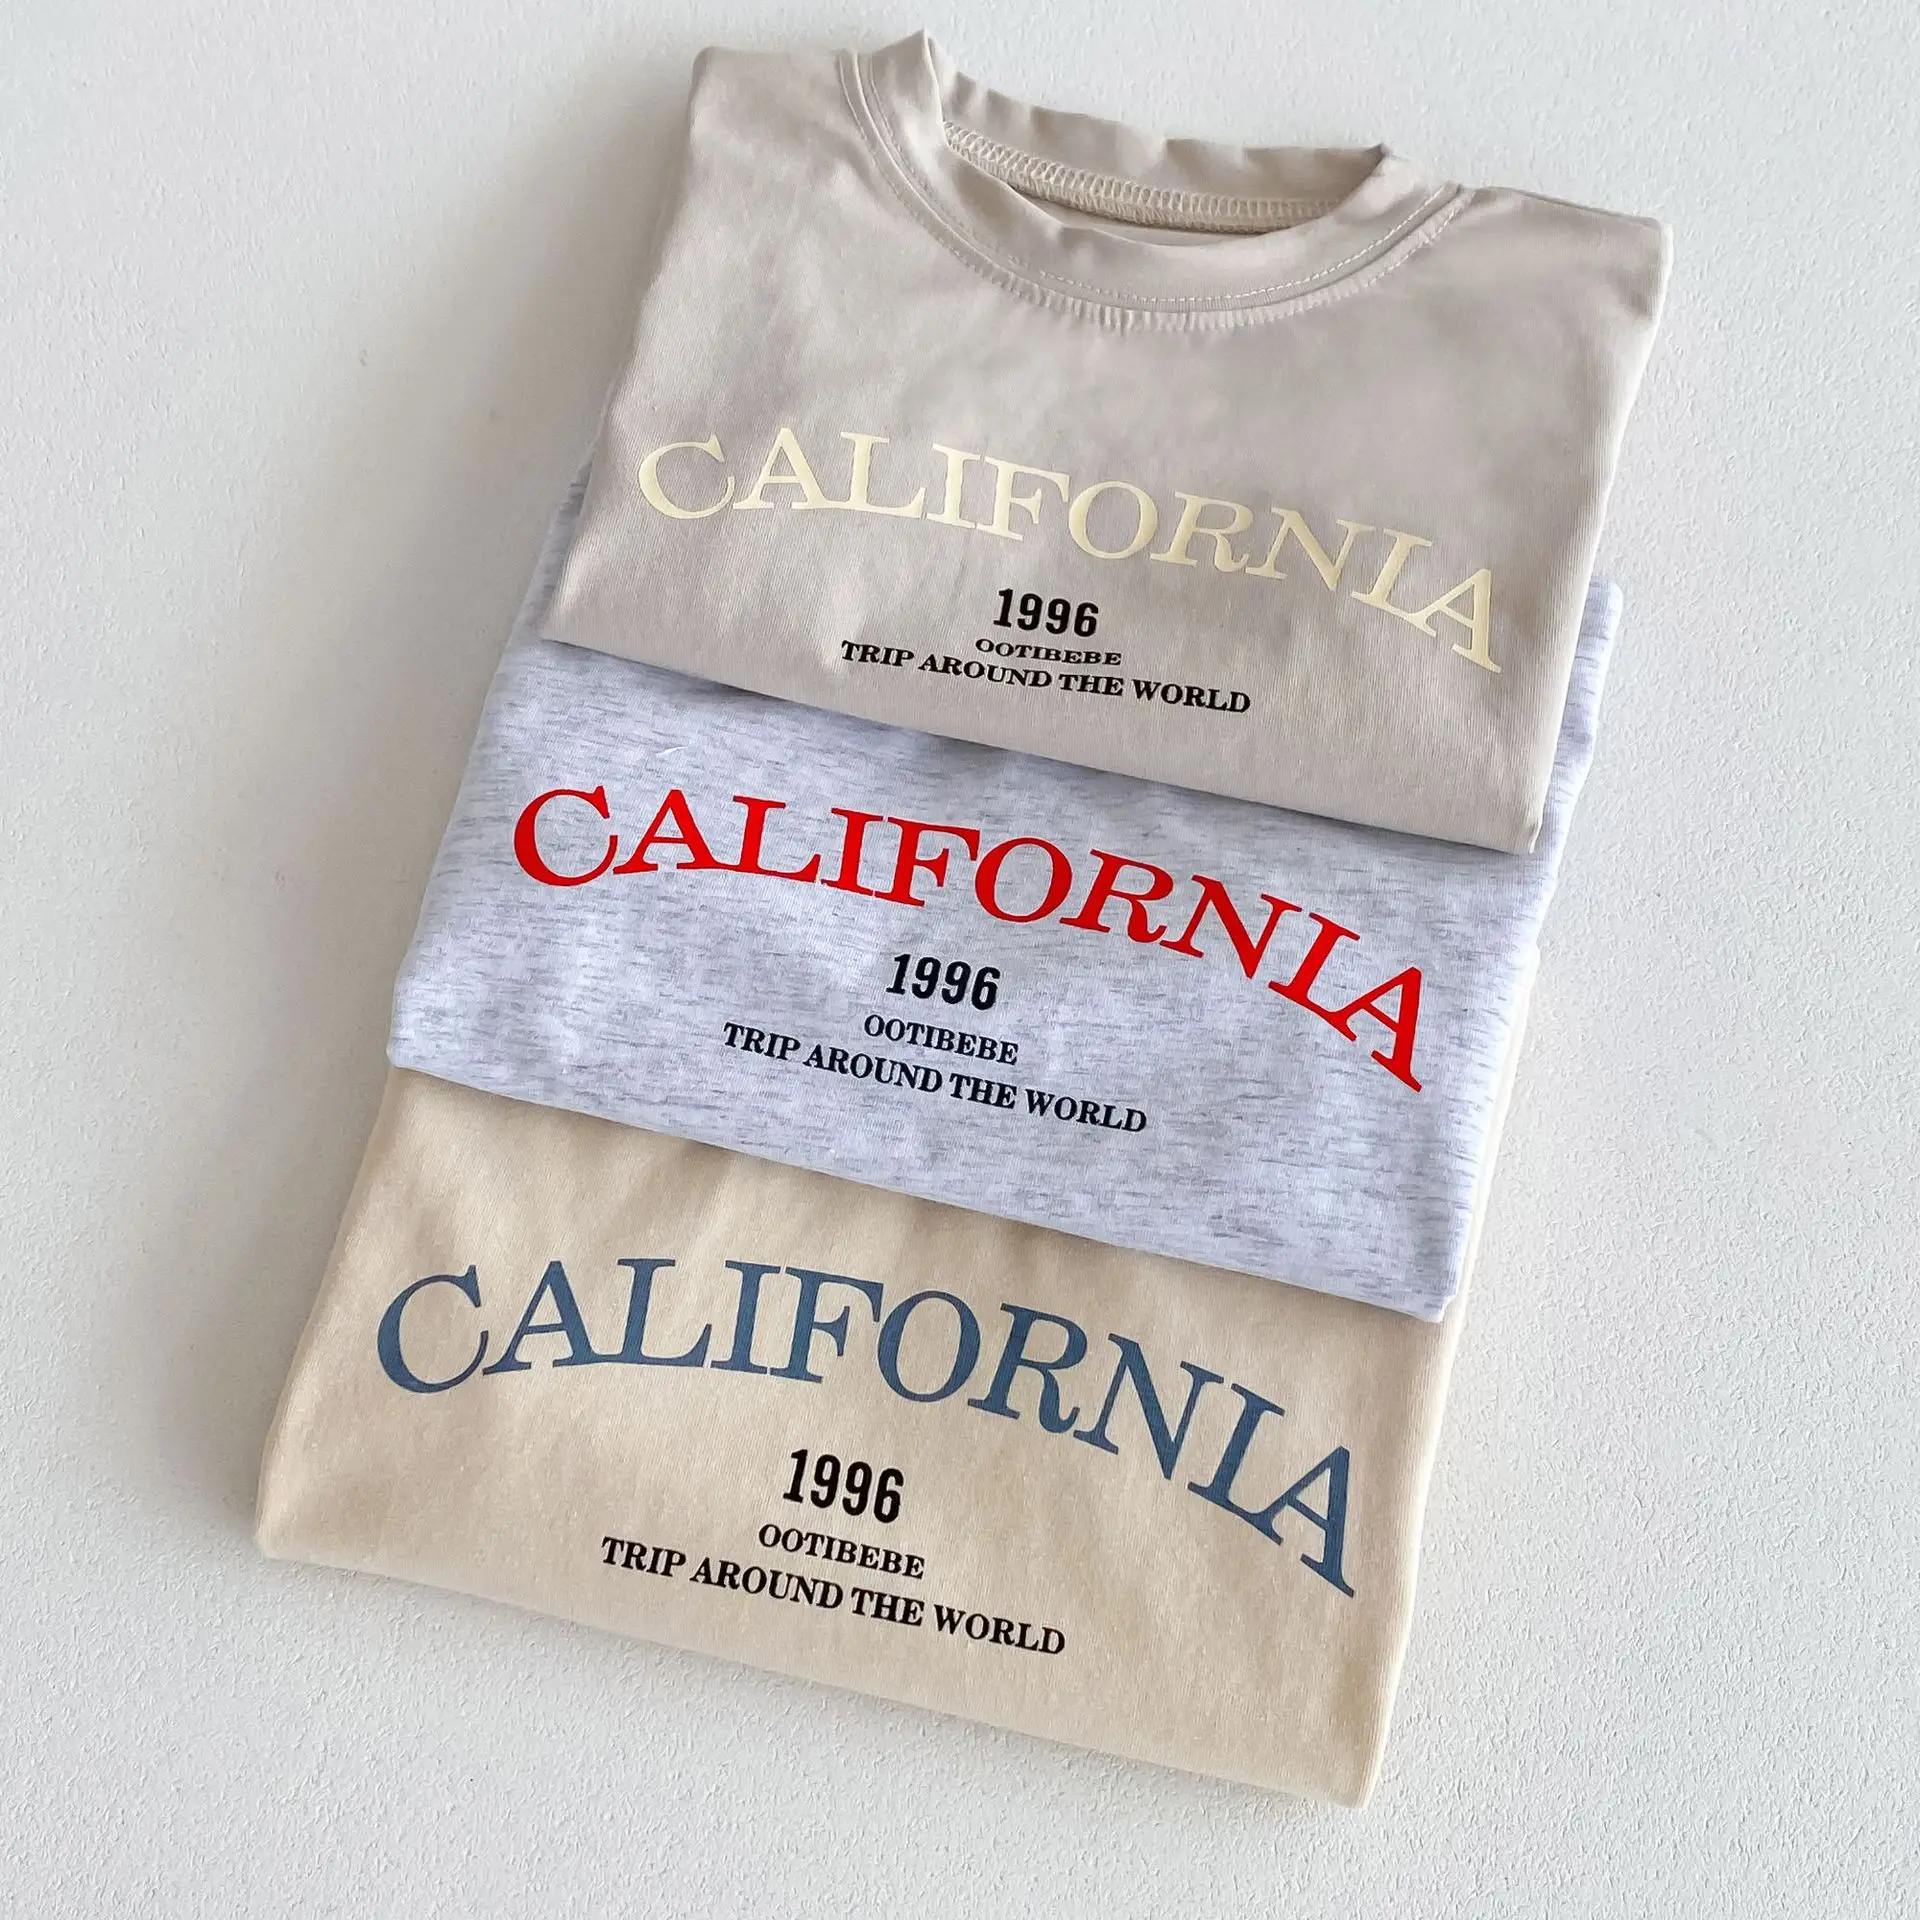 CALIFORNIA
1996
OOTIBEBE
TRIP AROUND THE WORLD
CALIFORNIA
1996
OOTIBEBE
TRIP AROUND THE WORLD
CALIFORNIA
1996
OOTIBEBE
TRIP AROUND THE WORLD